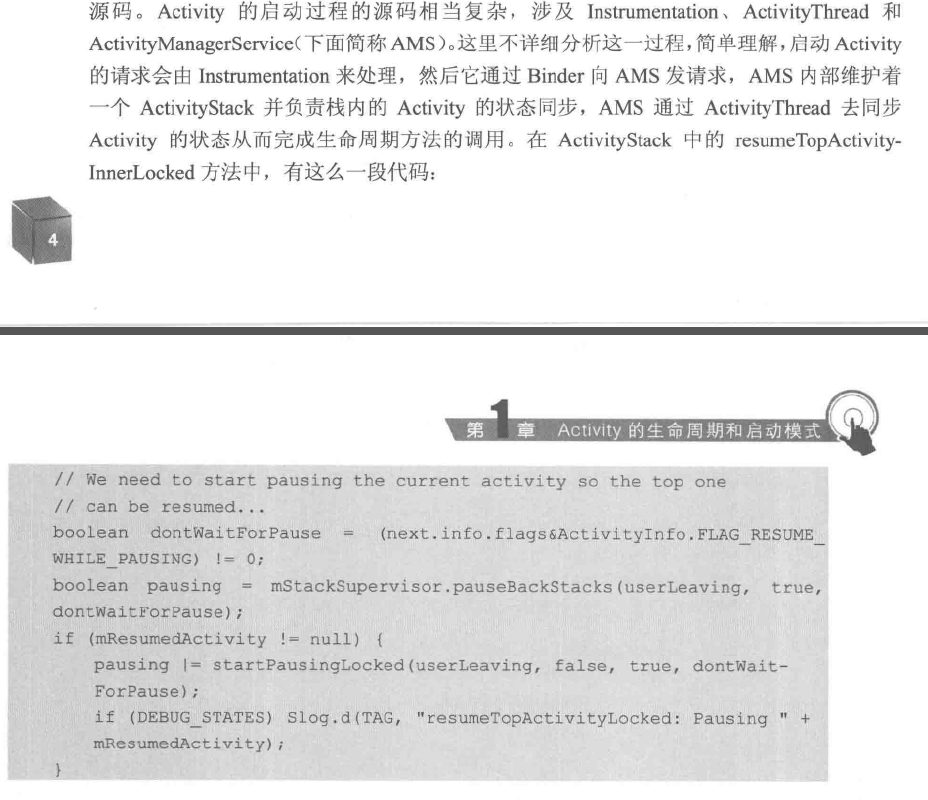 源码。Activity 的启动过程的源码相当复杂，涉及 Instrumentation、ActivityThread 和
ActivityManagerService（下面简称 AMS）。这里不详细分析这一过程，简单理解，启动 Activity
的请求会由 Instrumentation 来处理，然后它通过 Binder 向 AMS 发请求，AMS 内部维护着
一个 ActivityStack 并负责栈内的 Activity 的状态同步，AMS 通过 ActivityThread 去同步
Activity 的状态从而完成生命周期方法的调用。在 ActivityStack 中的 resumeTopActivity-
InnerLocked 方法中，有这么一段代码：
4
第1章 Activity 的生命周期和启动模式
// We need to start pausing the current activity so the top one
// can be resumed...
boolean dontWaitForPause = (next.info.flags&ActivityInfo.FLAG_RESUME_
WHILE_PAUSING) != 0;
boolean pausing = mStackSupervisor.pauseBackStacks(userLeaving, true,
dontWaitForPause);
if (mResumedActivity != null) {
pausing |= startPausingLocked(userLeaving, false, true, dontWait-
ForPause);
if (DEBUG_STATES) Slog.d(TAG, "resumeTopActivityLocked: Pausing " +
mResumedActivity);
}